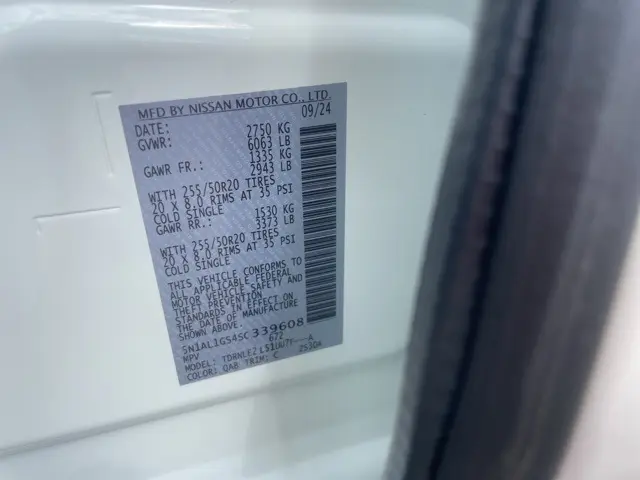 MFD BY NISSAN MOTOR CO., LTD.
DATE: 09/24
GVWR: 2750 KG
6063 LB
GAWR FR.: 1335 KG
2943 LB
WITH 255/50R20 TIRES
20 X 8.0 RIMS AT 35 PSI
COLD SINGLE
GAWR RR.: 1530 KG
3373 LB
WITH 255/50R20 TIRES
20 X 8.0 RIMS AT 35 PSI
COLD SINGLE
THIS VEHICLE CONFORMS TO
ALL APPLICABLE FEDERAL
MOTOR VEHICLE SAFETY AND
THEFT PREVENTION
STANDARDS IN EFFECT ON
THE DATE OF MANUFACTURE
SHOWN ABOVE.
5N1AL1GS4SC339608
MPV 672
MODEL:
COLOR: QAB TRIM: C